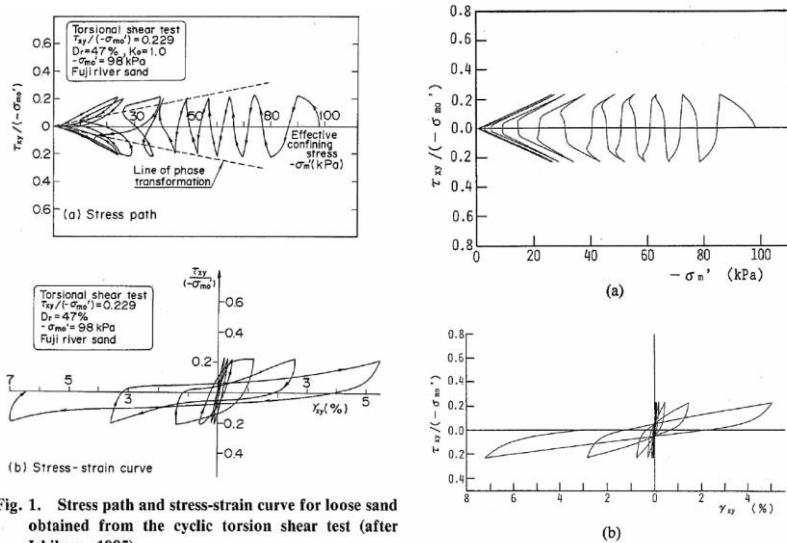 Torsional shear test
τxy/(-σmo')=0.229
Dr=47%, Ko=1.0
-σmo'=98 kPa
Fuji river sand
τxy/(-σmo')
0.6
0.4
0.2
0
0.2
0.4
0.6
30
50
80
100
Effective
confining
stress
-σm'(kPa)
Line of phase
transformation
(a) Stress path
Torsional shear test
τxy/(-σmo')=0.229
Dr=47%
-σmo'=98 kPa
Fuji river sand
τxy
(-σmo')
0.6
0.4
0.2
7
5
3
0
3
5
γxy(%)
0.2
0.4
(b) Stress-strain curve
Fig. 1. Stress path and stress-strain curve for loose sand
obtained from the cyclic torsion shear test (after
τxy/(-σmo')
0.8
0.6
0.4
0.2
0.0
0.2
0.4
0.6
0.8
0
20
40
60
80
100
-σm' (kPa)
(a)
τxy/(-σmo')
0.8
0.6
0.4
0.2
0.0
0.2
0.4
8
6
4
2
0
2
4
γxy (%)
(b)